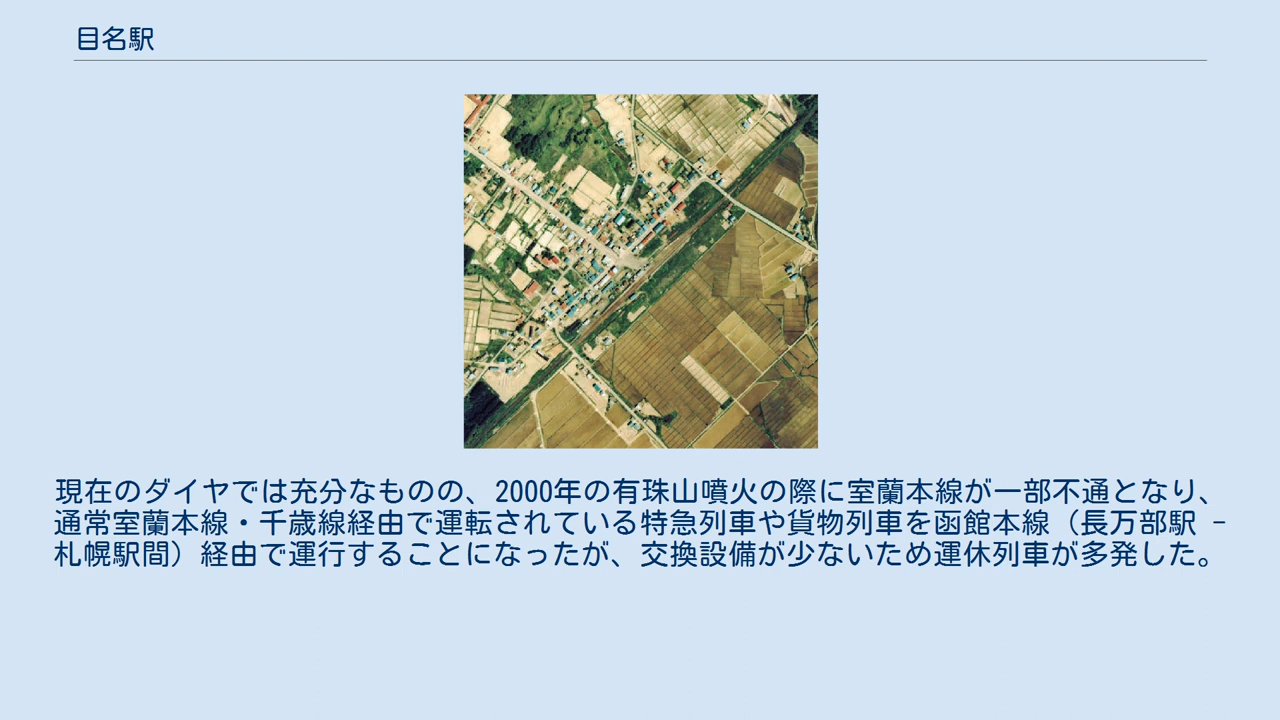 目名駅
現在のダイヤでは充分なものの、2000年の有珠山噴火の際に室蘭本線が一部不通となり、
通常室蘭本線・千歳線経由で運転されている特急列車や貨物列車を函館本線（長万部駅 -
札幌駅間）経由で運行することになったが、交換設備が少ないため運休列車が多発した。